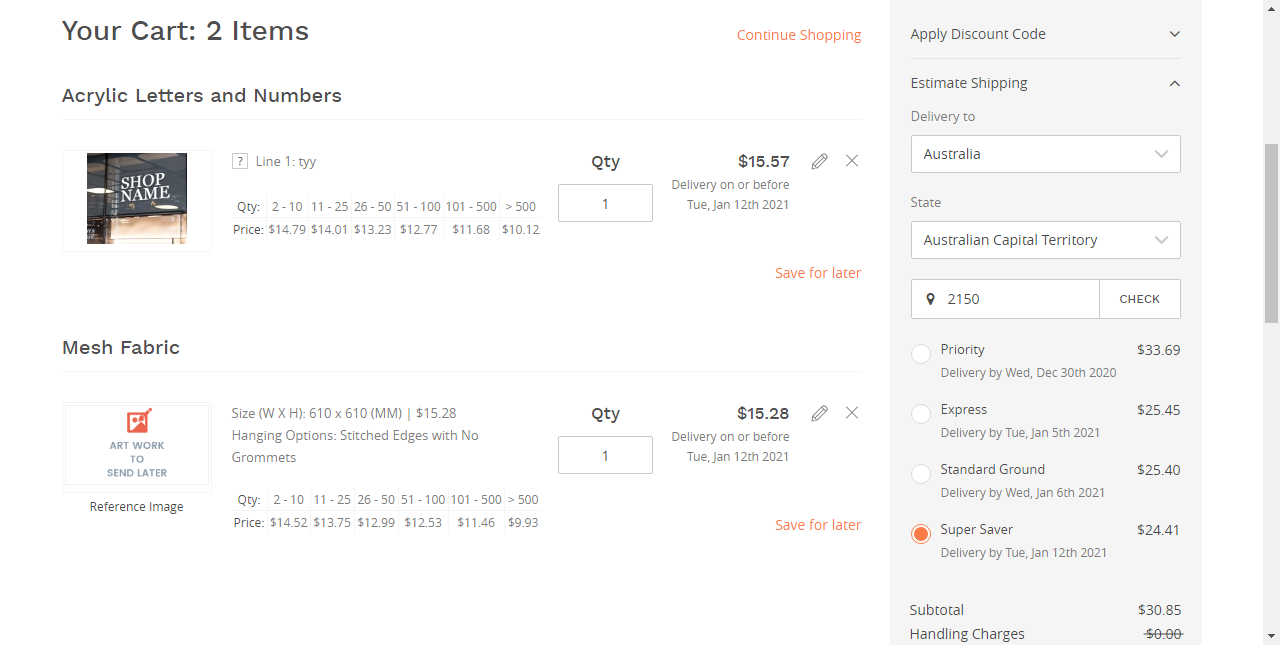 Your Cart: 2 Items
Continue Shopping
Acrylic Letters and Numbers
SHOP
NAME
? Line 1: tyy
Qty: 2 - 10 11 - 25 26 - 50 51 - 100 101 - 500 > 500
Price: $14.79 $14.01 $13.23 $12.77 $11.68 $10.12
Qty
1
$15.57
Delivery on or before
Tue, Jan 12th 2021
Save for later
Mesh Fabric
ART WORK
TO
SEND LATER
Reference Image
Size (W X H): 610 x 610 (MM) | $15.28
Hanging Options: Stitched Edges with No
Grommets
Qty: 2 - 10 11 - 25 26 - 50 51 - 100 101 - 500 > 500
Price: $14.52 $13.75 $12.99 $12.53 $11.46 $9.93
Qty
1
$15.28
Delivery on or before
Tue, Jan 12th 2021
Save for later
Apply Discount Code
Estimate Shipping
Delivery to
Australia
State
Australian Capital Territory
2150 CHECK
Priority $33.69
Delivery by Wed, Dec 30th 2020
Express $25.45
Delivery by Tue, Jan 5th 2021
Standard Ground $25.40
Delivery by Wed, Jan 6th 2021
Super Saver $24.41
Delivery by Tue, Jan 12th 2021
Subtotal $30.85
Handling Charges $0.00